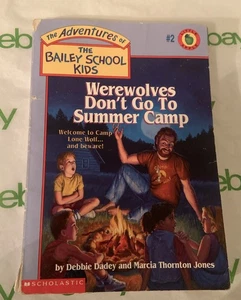 The Adventures of
THE
BAILEY SCHOOL
KIDS
#2
Werewolves
Don't Go To
Summer Camp
Welcome to Camp
Lone Wolf...
and beware!
by Debbie Dadey and Marcia Thornton Jones
SCHOLASTIC
ebay